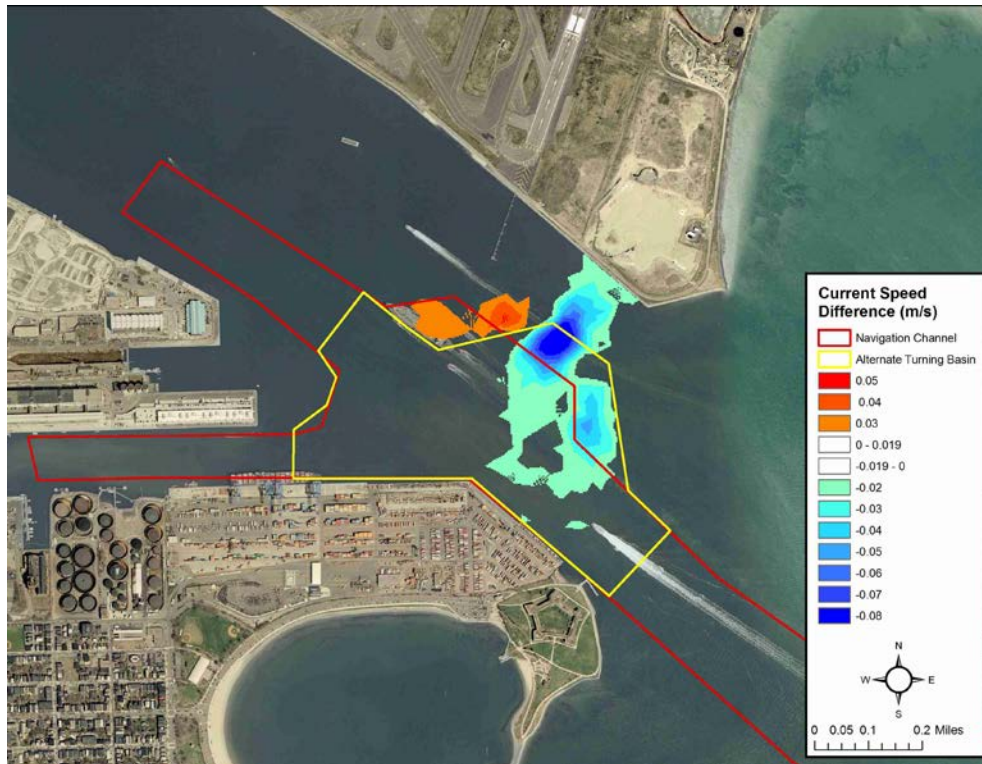 Current Speed
Difference (m/s)
Navigation Channel
Alternate Turning Basin
0.05
0.04
0.03
0 - 0.019
-0.019 - 0
-0.02
-0.03
-0.04
-0.05
-0.06
-0.07
-0.08
N
W E
S
0 0.05 0.1 0.2 Miles